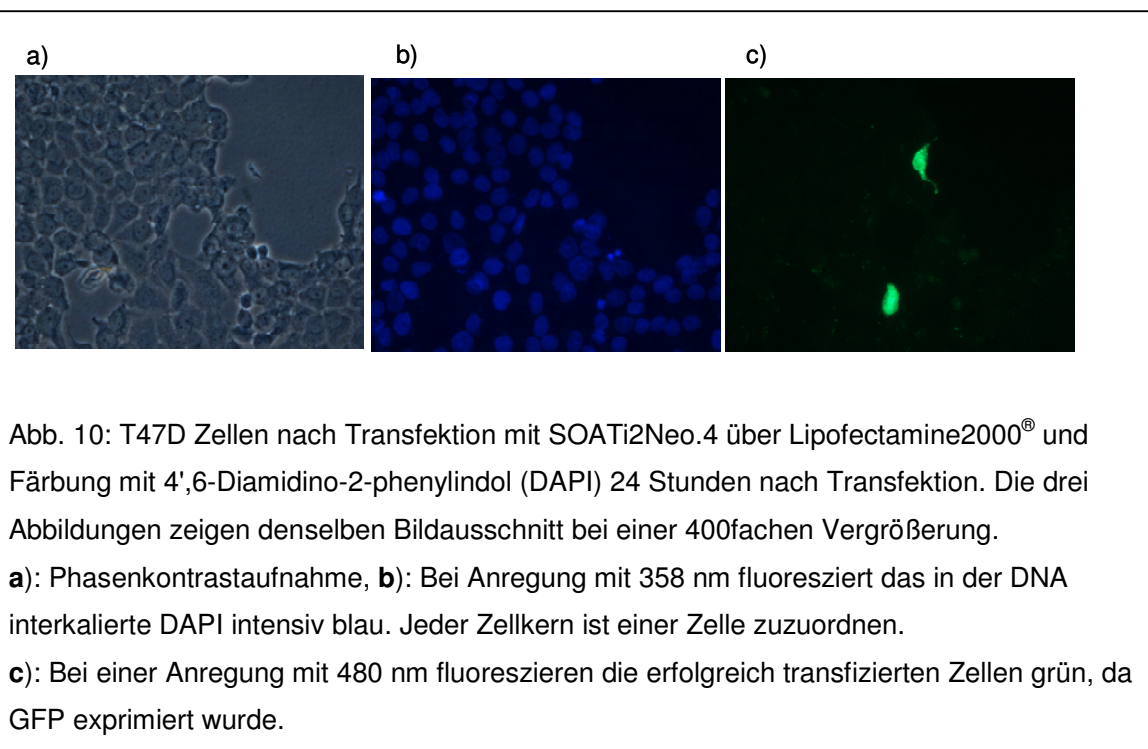 a) b) c)
Abb. 10: T47D Zellen nach Transfektion mit SOATi2Neo.4 über Lipofectamine2000® und
Färbung mit 4',6-Diamidino-2-phenylindol (DAPI) 24 Stunden nach Transfektion. Die drei
Abbildungen zeigen denselben Bildausschnitt bei einer 400fachen Vergrößerung.
a): Phasenkontrastaufnahme, b): Bei Anregung mit 358 nm fluoresziert das in der DNA
interkalierte DAPI intensiv blau. Jeder Zellkern ist einer Zelle zuzuordnen.
c): Bei einer Anregung mit 480 nm fluoreszieren die erfolgreich transfizierten Zellen grün, da
GFP exprimiert wurde.